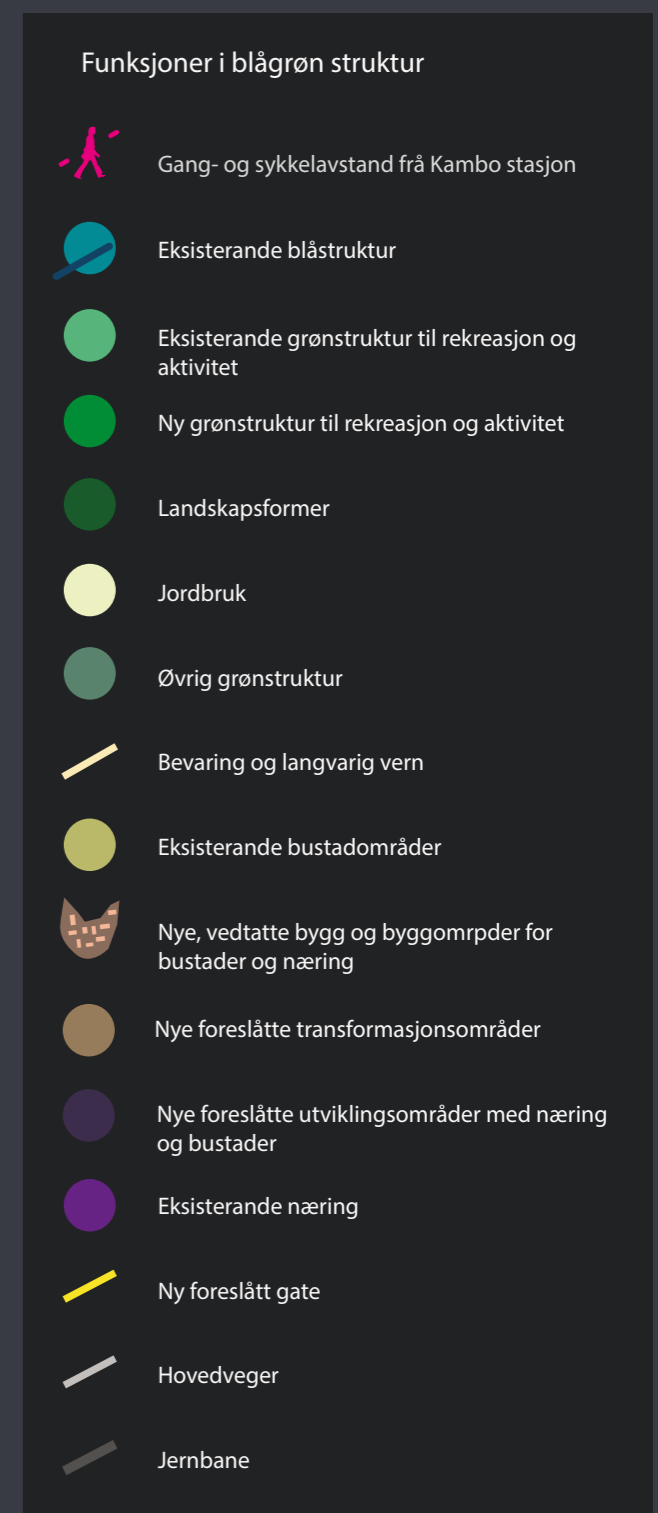 Funksjoner i blågrøn struktur
Gang- og sykkelavstand frå Kambo stasjon
Eksisterande blåstruktur
Eksisterande grønstruktur til rekreasjon og
aktivitet
Ny grønstruktur til rekreasjon og aktivitet
Landskapsformer
Jordbruk
Øvrig grønstruktur
Bevaring og langvarig vern
Eksisterande bustadområder
Nye, vedtatte bygg og byggomrpder for
bustader og næring
Nye foreslåtte transformasjonsområder
Nye foreslåtte utviklingsområder med næring
og bustader
Eksisterande næring
Ny foreslått gate
Hovedveger
Jernbane